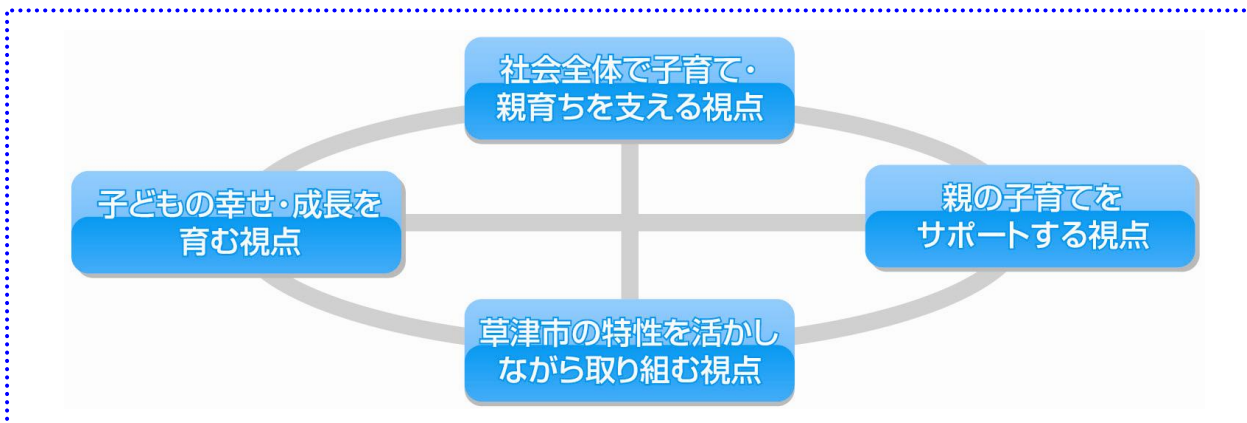 社会全体で子育て・
親育ちを支える視点
子どもの幸せ・成長を
育む視点
親の子育てを
サポートする視点
草津市の特性を活かし
ながら取り組む視点